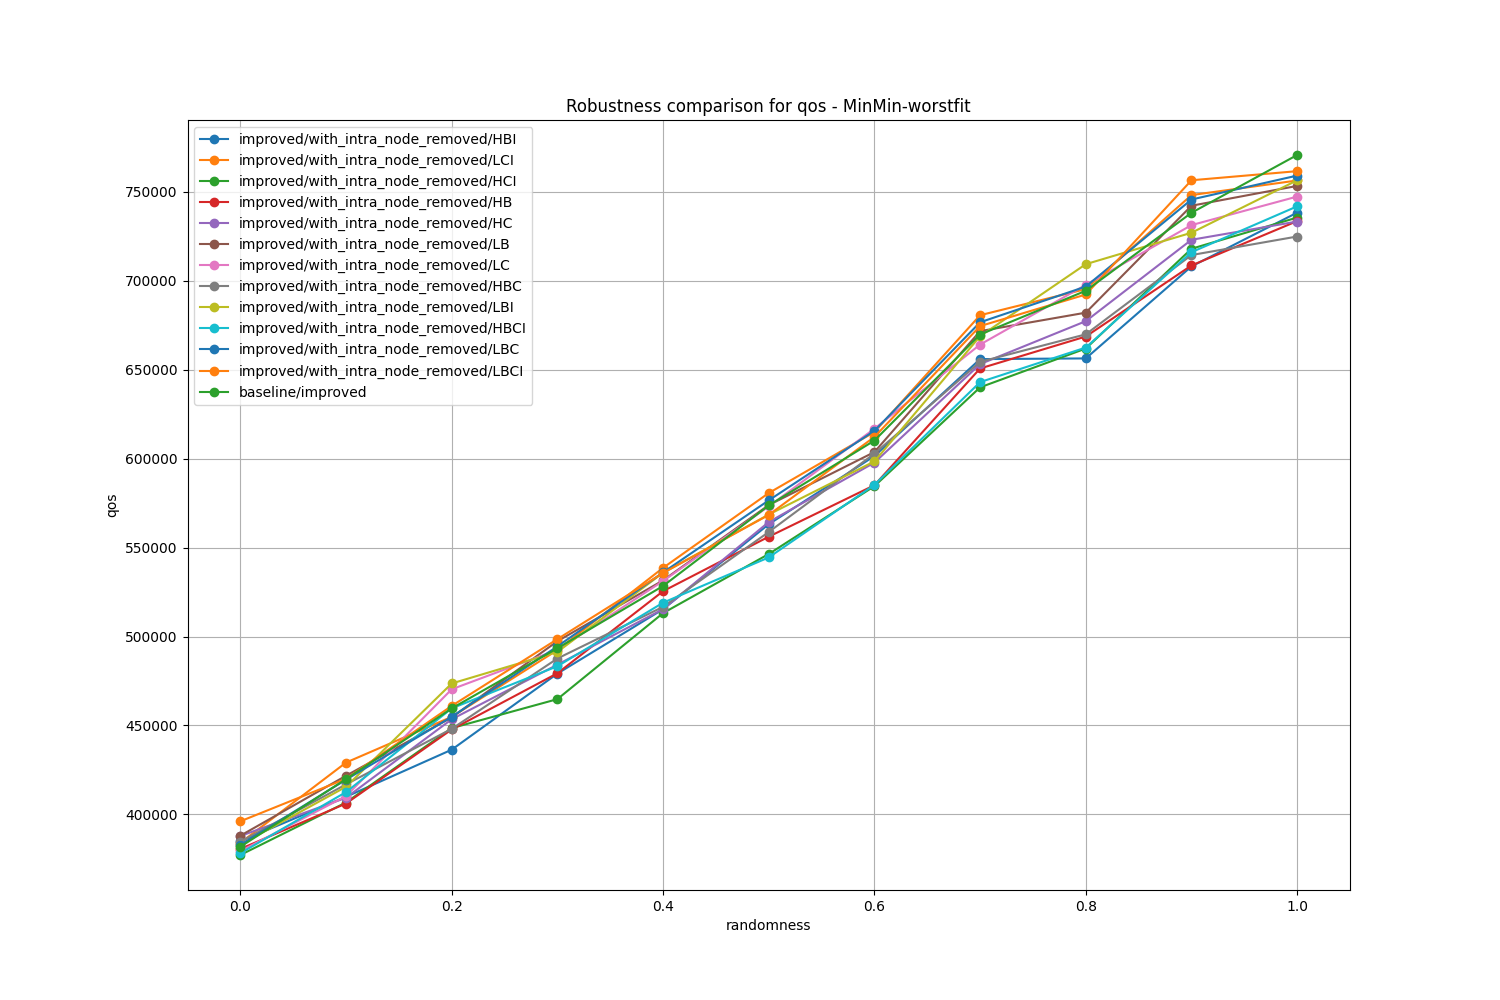 Robustness comparison for qos - MinMin-worstfit
improved/with_intra_node_removed/HBI
improved/with_intra_node_removed/LCI
improved/with_intra_node_removed/HCI
improved/with_intra_node_removed/HB
improved/with_intra_node_removed/HC
improved/with_intra_node_removed/LB
improved/with_intra_node_removed/LC
improved/with_intra_node_removed/HBC
improved/with_intra_node_removed/LBI
improved/with_intra_node_removed/HBCI
improved/with_intra_node_removed/LBC
improved/with_intra_node_removed/LBCI
baseline/improved
750000
700000
650000
600000
550000
500000
450000
400000
qos
0.0 0.2 0.4 0.6 0.8 1.0
randomness